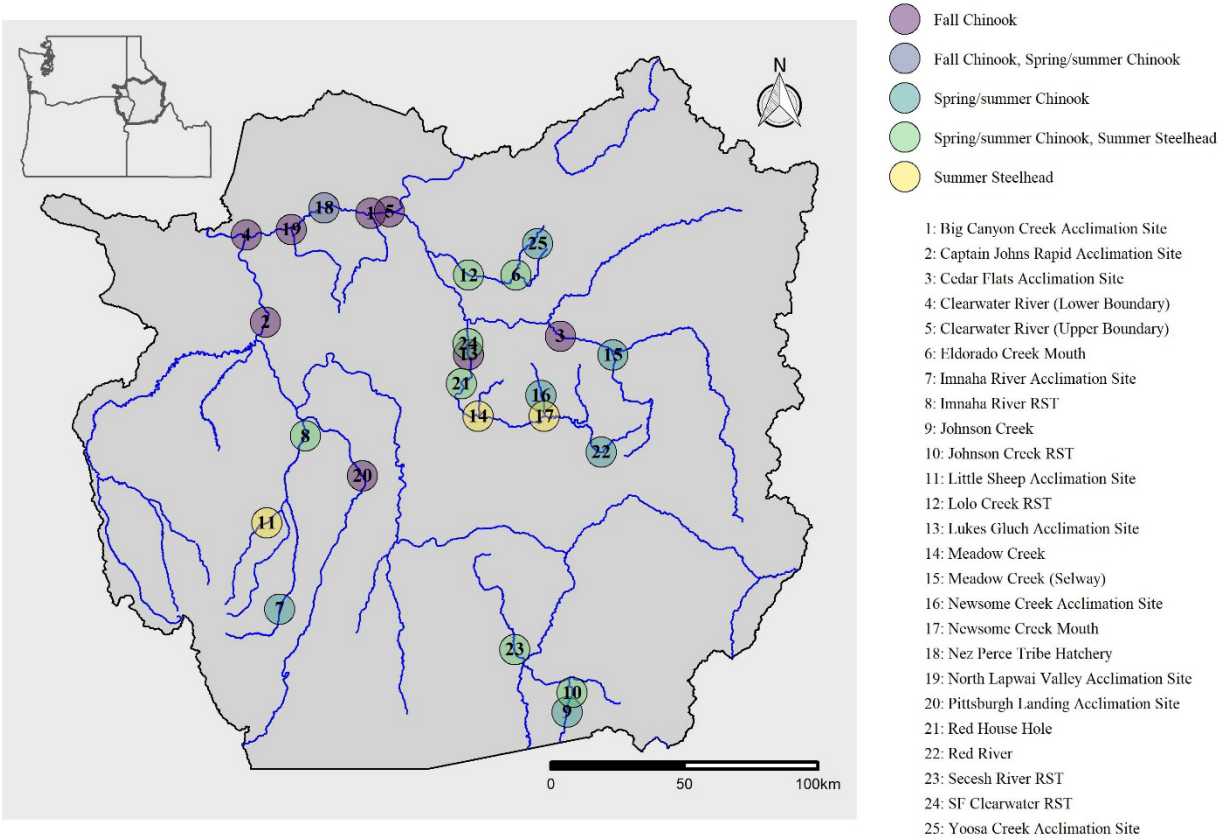 Fall Chinook
Fall Chinook, Spring/summer Chinook
Spring/summer Chinook
Spring/summer Chinook, Summer Steelhead
Summer Steelhead
N
18
1
5
4
19
25
12
6
2
3
24
13
15
21
16
14
17
8
22
20
11
7
23
10
9
0
50
100km
1: Big Canyon Creek Acclimation Site
2: Captain Johns Rapid Acclimation Site
3: Cedar Flats Acclimation Site
4: Clearwater River (Lower Boundary)
5: Clearwater River (Upper Boundary)
6: Eldorado Creek Mouth
7: Imnaha River Acclimation Site
8: Imnaha River RST
9: Johnson Creek
10: Johnson Creek RST
11: Little Sheep Acclimation Site
12: Lolo Creek RST
13: Lukes Gluch Acclimation Site
14: Meadow Creek
15: Meadow Creek (Selway)
16: Newsome Creek Acclimation Site
17: Newsome Creek Mouth
18: Nez Perce Tribe Hatchery
19: North Lapwai Valley Acclimation Site
20: Pittsburgh Landing Acclimation Site
21: Red House Hole
22: Red River
23: Secesh River RST
24: SF Clearwater RST
25: Yoosa Creek Acclimation Site